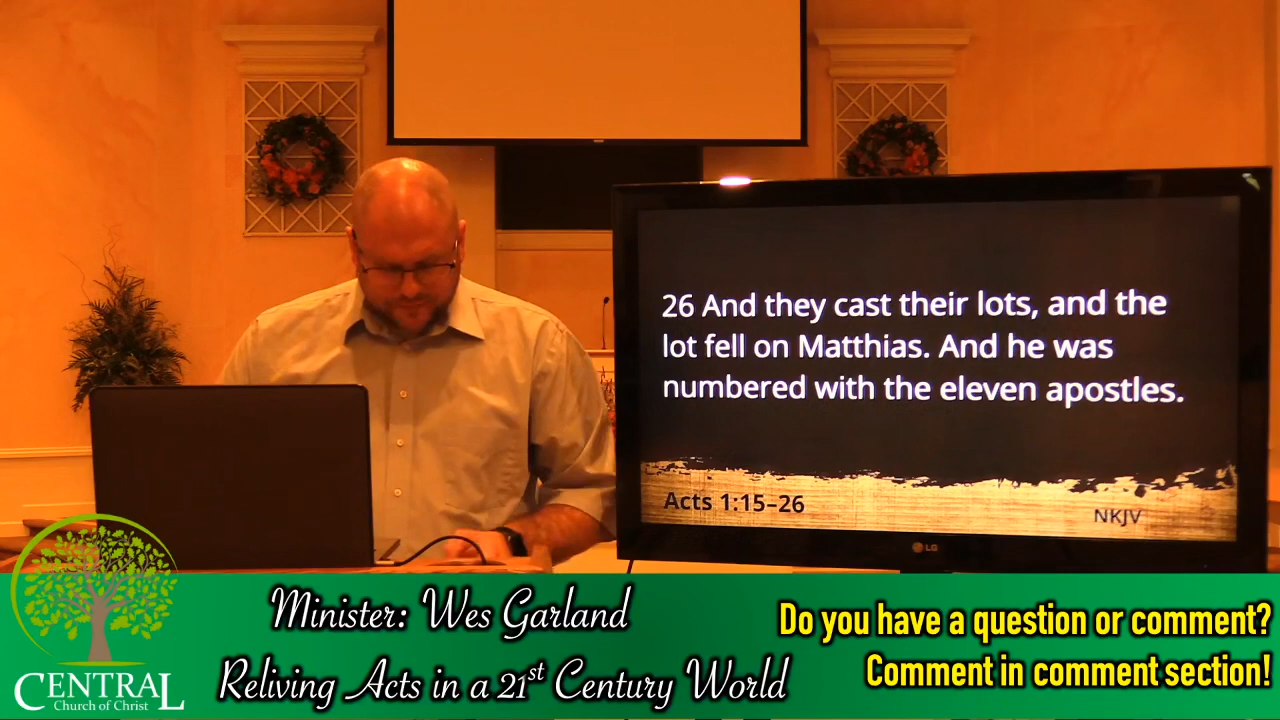 26 And they cast their lots, and the
lot fell on Matthias. And he was
numbered with the eleven apostles.
Acts 1:15–26
NKJV
LG
Minister: Wes Garland
Reliving Acts in a 21st Century World
Do you have a question or comment?
Comment in comment section!
CENTRAL
Church of Christ